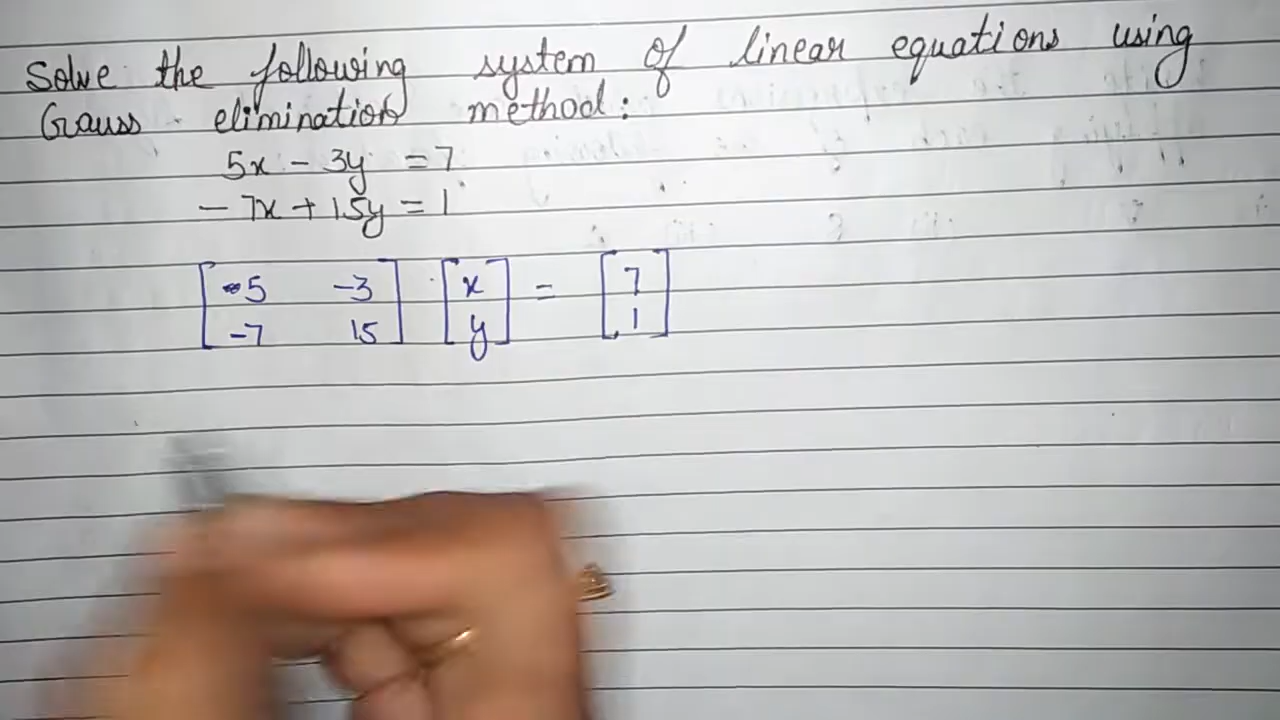 Solve the following system of linear equations using
Gauss elimination method:
5x - 3y = 7
- 7x + 15y = 1
[5 -3] [x] = [7]
[-7 15] [y] [1]